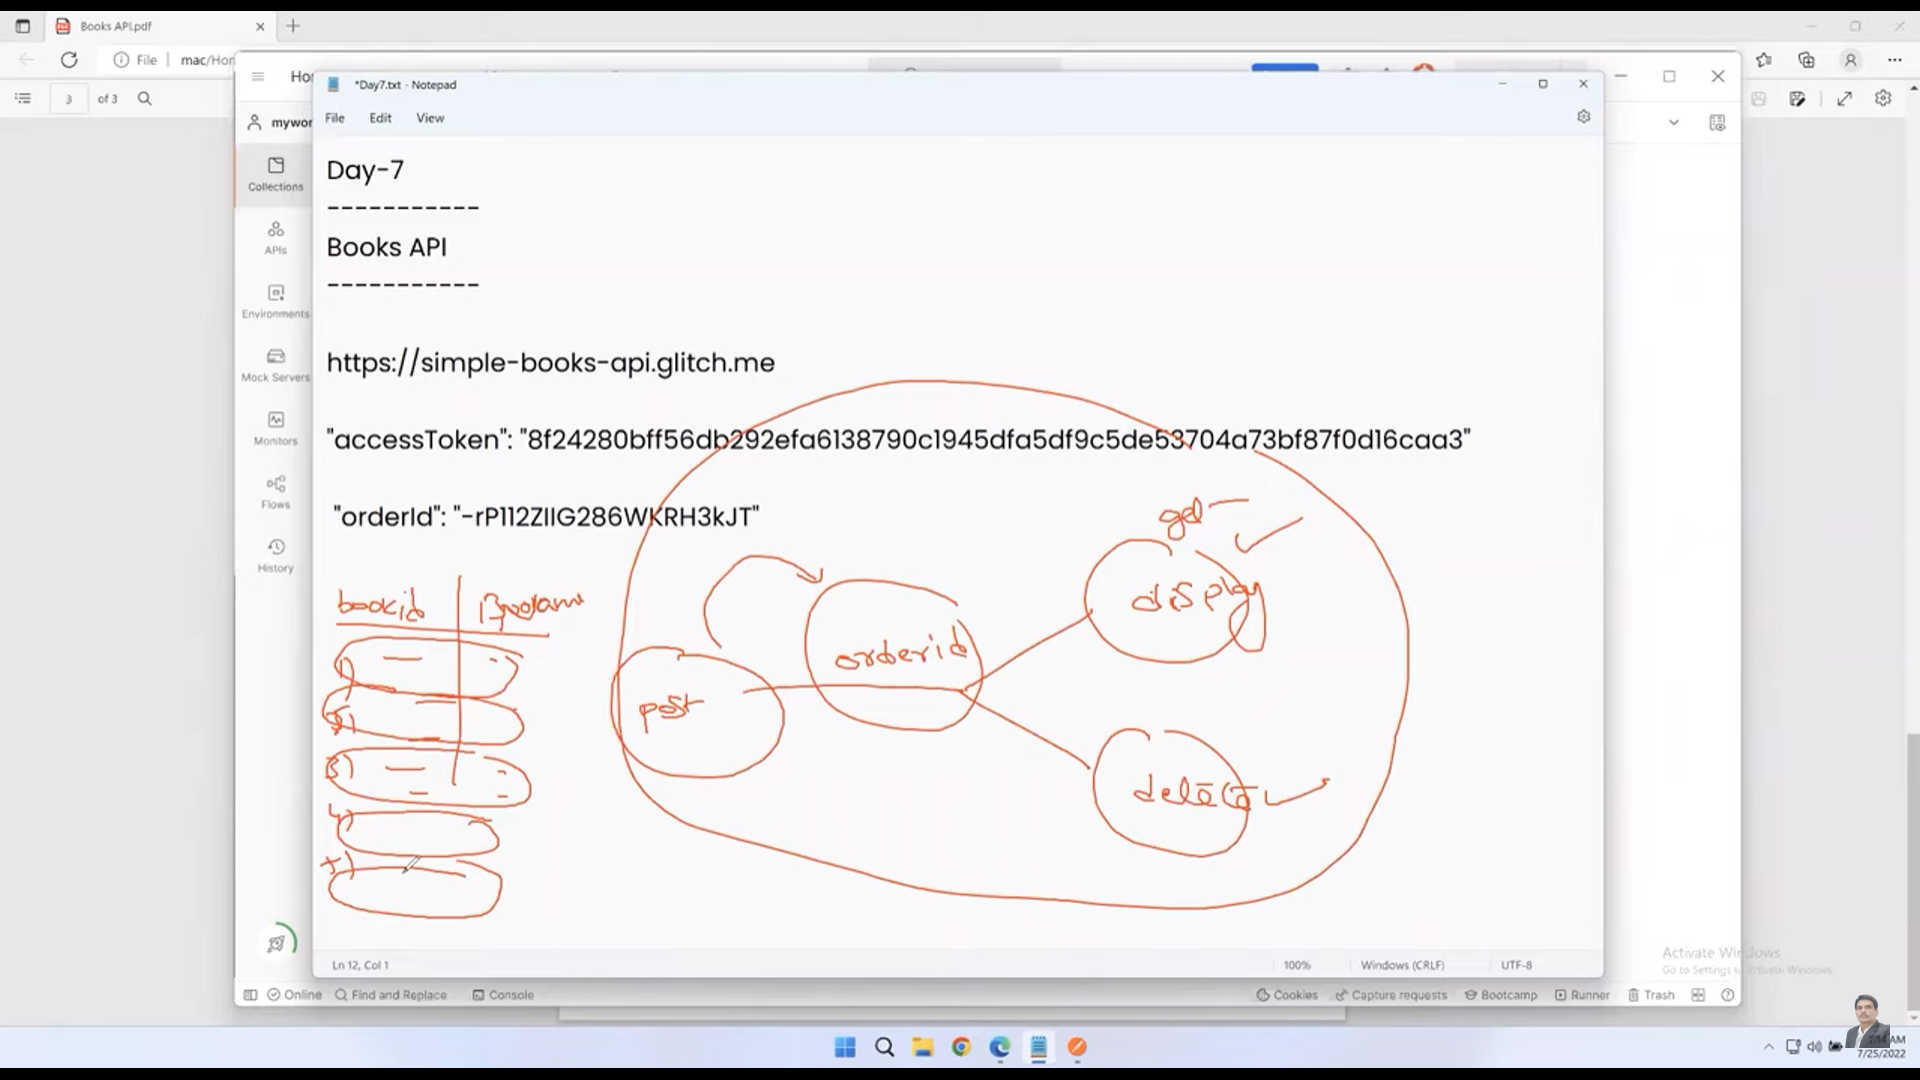 Books API.pdf
File
mac/Hor
3 of 3
Hor
*Day7.txt - Notepad
File Edit View
mywor
Collections
APIs
Environments
Mock Servers
Monitors
Flows
History
Day-7
-----------
Books API
-----------
https://simple-books-api.glitch.me
"accessToken": "8f24280bff56db292efa6138790c1945dfa5df9c5de53704a73bf87f0d16caa3"
"orderId": "-rP112ZIIG286WKRH3kJT"
bookid
1)
3)
4)
5)
post
orderid
get
display
delete
Ln 12, Col 1
100%
Windows (CRLF)
UTF-8
Activate Windows
Go to Settings to activate Windows.
Online Find and Replace Console
Cookies Capture requests Bootcamp Runner Trash
AM
7/25/2022